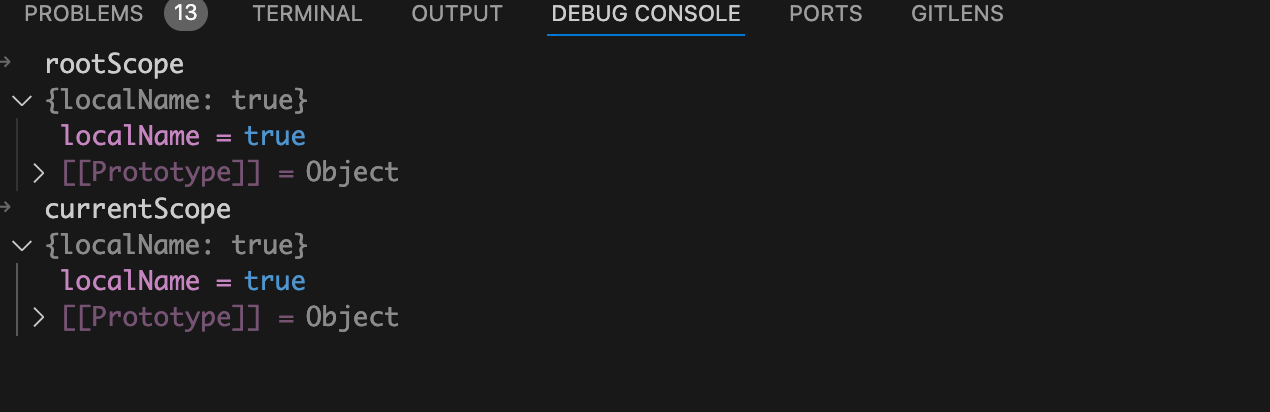 PROBLEMS 13 TERMINAL OUTPUT DEBUG CONSOLE PORTS GITLENS
rootScope
{localName: true}
localName = true
[[Prototype]] = Object
currentScope
{localName: true}
localName = true
[[Prototype]] = Object